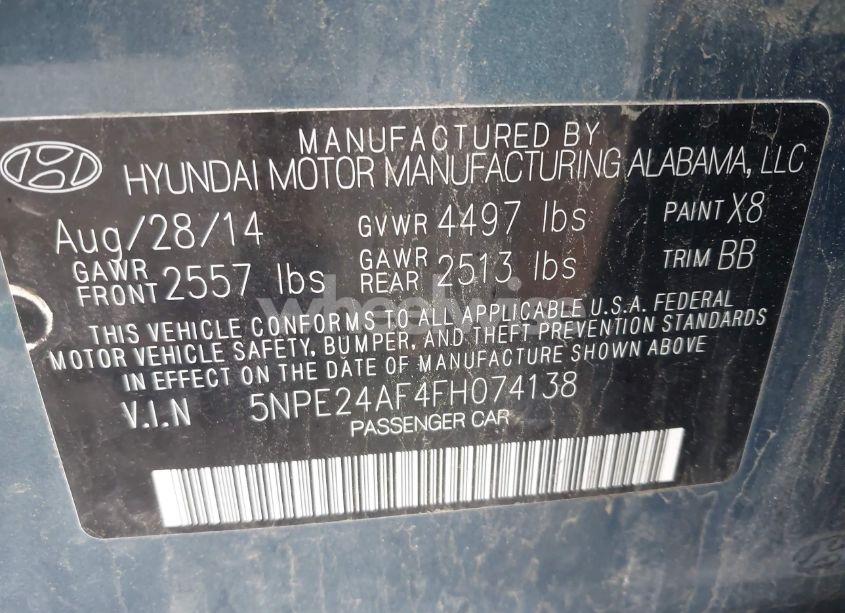 MANUFACTURED BY
HYUNDAI MOTOR MANUFACTURING ALABAMA, LLC
Aug/28/14 GVWR 4497 lbs PAINT X8
GAWR FRONT 2557 lbs GAWR REAR 2513 lbs TRIM BB
THIS VEHICLE CONFORMS TO ALL APPLICABLE U.S.A. FEDERAL
MOTOR VEHICLE SAFETY, BUMPER, AND THEFT PREVENTION STANDARDS
IN EFFECT ON THE DATE OF MANUFACTURE SHOWN ABOVE
V.I.N 5NPE24AF4FH074138
PASSENGER CAR